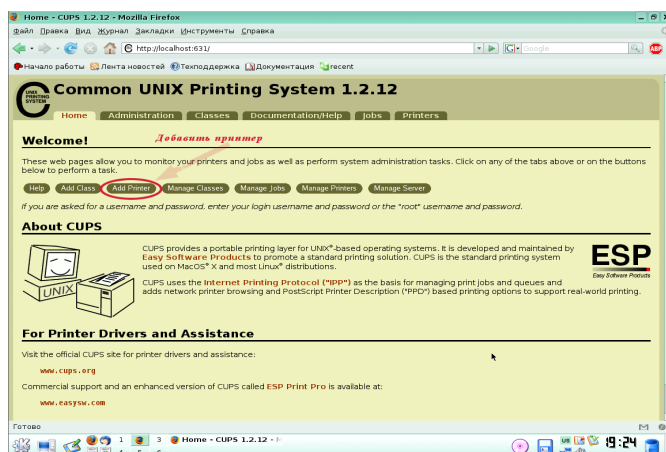 Home - CUPS 1.2.12 - Mozilla Firefox
Файл Правка Вид Журнал Закладки Инструменты Справка
http://localhost:631/
G Google
ABP
Начало работы Лента новостей Техподдержка Документация recent
UNIX PRINTING SYSTEM
Common UNIX Printing System 1.2.12
Home Administration Classes Documentation/Help Jobs Printers
Welcome!
Добавить принтер
These web pages allow you to monitor your printers and jobs as well as perform system administration tasks. Click on any of the tabs above or on the buttons
below to perform a task.
Help Add Class Add Printer Manage Classes Manage Jobs Manage Printers Manage Server
If you are asked for a username and password, enter your login username and password or the "root" username and password.
About CUPS
CUPS provides a portable printing layer for UNIX®-based operating systems. It is developed and maintained by
Easy Software Products to promote a standard printing solution. CUPS is the standard printing system
used on MacOS® X and most Linux® distributions.
CUPS uses the Internet Printing Protocol ("IPP") as the basis for managing print jobs and queues and
adds network printer browsing and PostScript Printer Description ("PPD") based printing options to support real-world printing.
UNIX
ESP
Easy Software Products
For Printer Drivers and Assistance
Visit the official CUPS site for printer drivers and assistance:
www.cups.org
Commercial support and an enhanced version of CUPS called ESP Print Pro is available at:
www.easysw.com
Готово
1 3 Home - CUPS 1.2.12 -
4 5 6
us
19:24